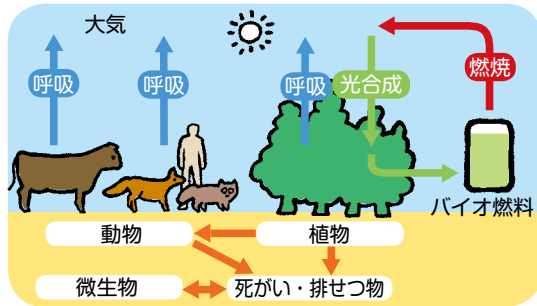 大気
呼吸
呼吸
呼吸
光合成
燃焼
バイオ燃料
動物
植物
微生物
死がい・排せつ物